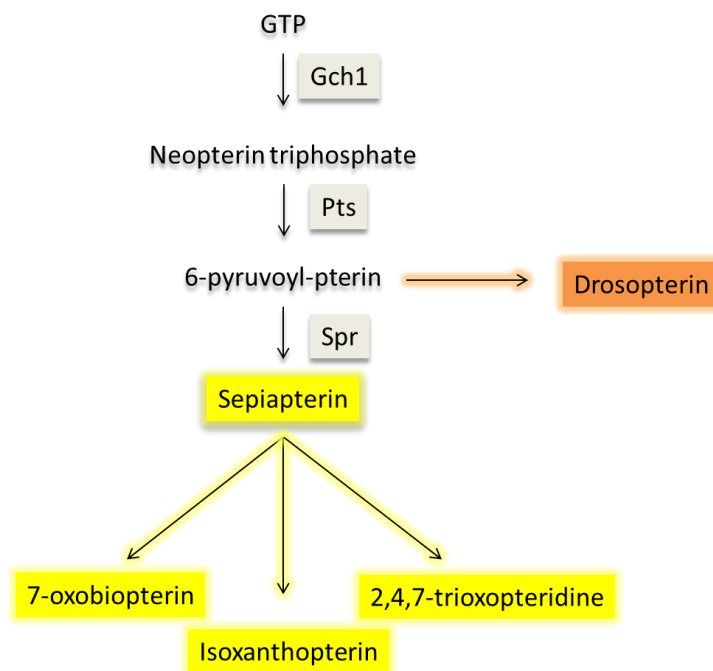 GTP
Gch1
Neopterin triphosphate
Pts
6-pyruvoyl-pterin
Drosopterin
Spr
Sepiapterin
7-oxobiopterin
2,4,7-trioxopteridine
Isoxanthopterin